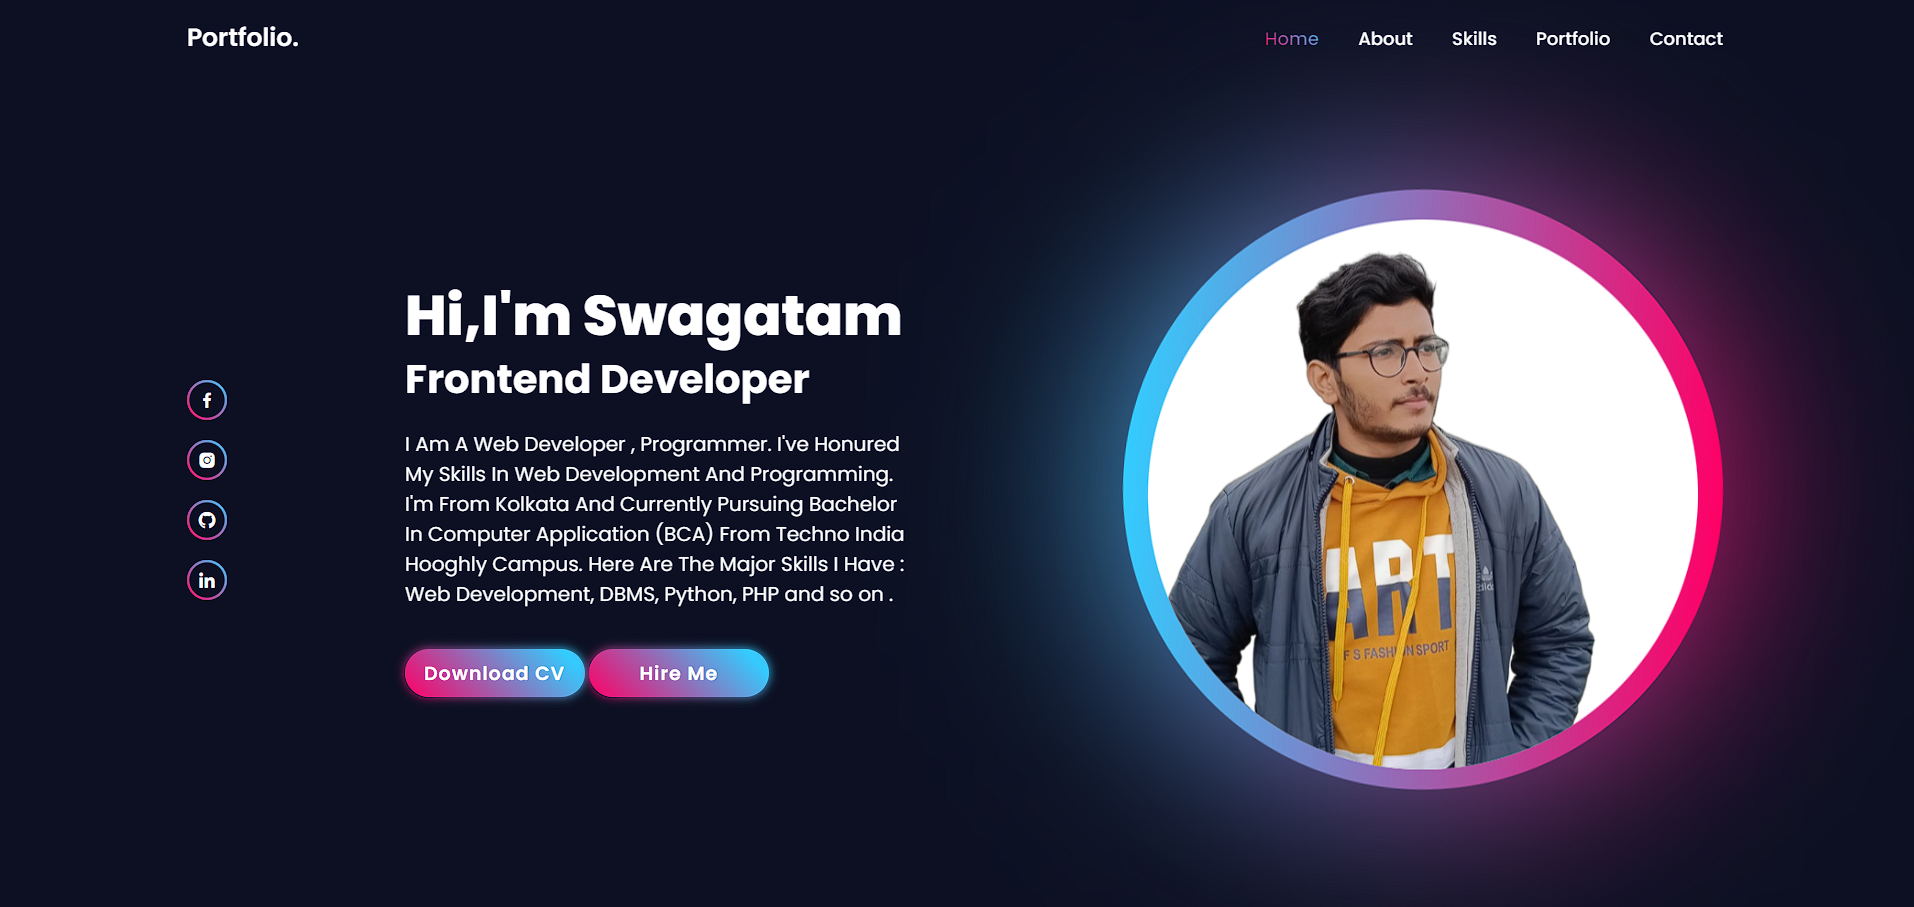 Portfolio.
Home
About
Skills
Portfolio
Contact
Hi,I'm Swagatam
Frontend Developer
I Am A Web Developer , Programmer. I've Honured
My Skills In Web Development And Programming.
I'm From Kolkata And Currently Pursuing Bachelor
In Computer Application (BCA) From Techno India
Hooghly Campus. Here Are The Major Skills I Have :
Web Development, DBMS, Python, PHP and so on .
Download CV
Hire Me
ART
F S FASHION SPORT